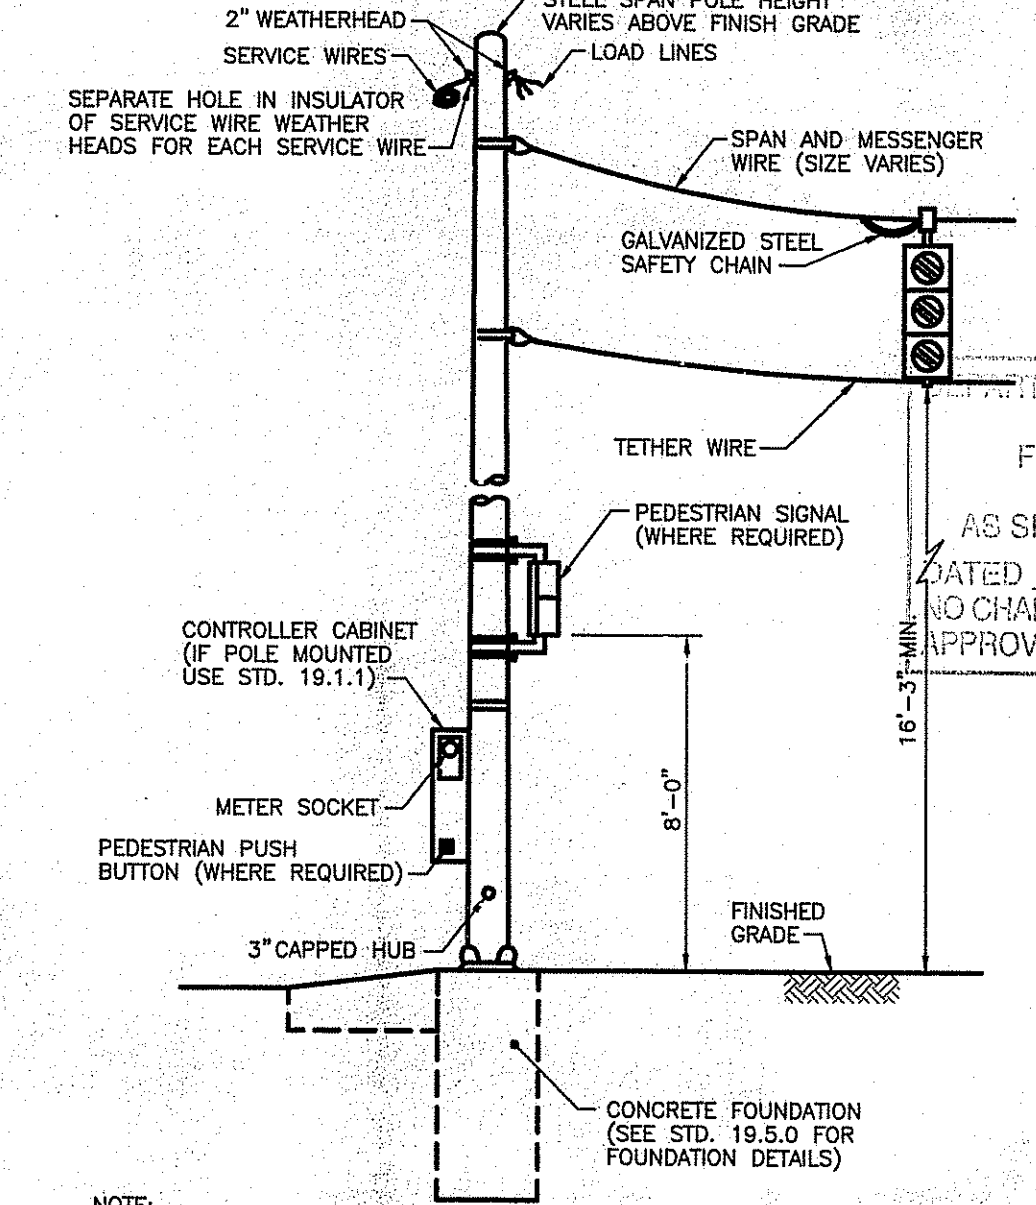 STEEL SPAN POLE HEIGHT
VARIES ABOVE FINISH GRADE
2" WEATHERHEAD
SERVICE WIRES
LOAD LINES
SEPARATE HOLE IN INSULATOR
OF SERVICE WIRE WEATHER
HEADS FOR EACH SERVICE WIRE
SPAN AND MESSENGER
WIRE (SIZE VARIES)
GALVANIZED STEEL
SAFETY CHAIN
TETHER WIRE
PEDESTRIAN SIGNAL
(WHERE REQUIRED)
AS
DATED
NO
CONTROLLER CABINET
(IF POLE MOUNTED
USE STD. 19.1.1)
16'-3" MIN.
8'-0"
METER SOCKET
PEDESTRIAN PUSH
BUTTON (WHERE REQUIRED)
3" CAPPED HUB
FINISHED
GRADE
CONCRETE FOUNDATION
(SEE STD. 19.5.0 FOR
FOUNDATION DETAILS)
NOTE: